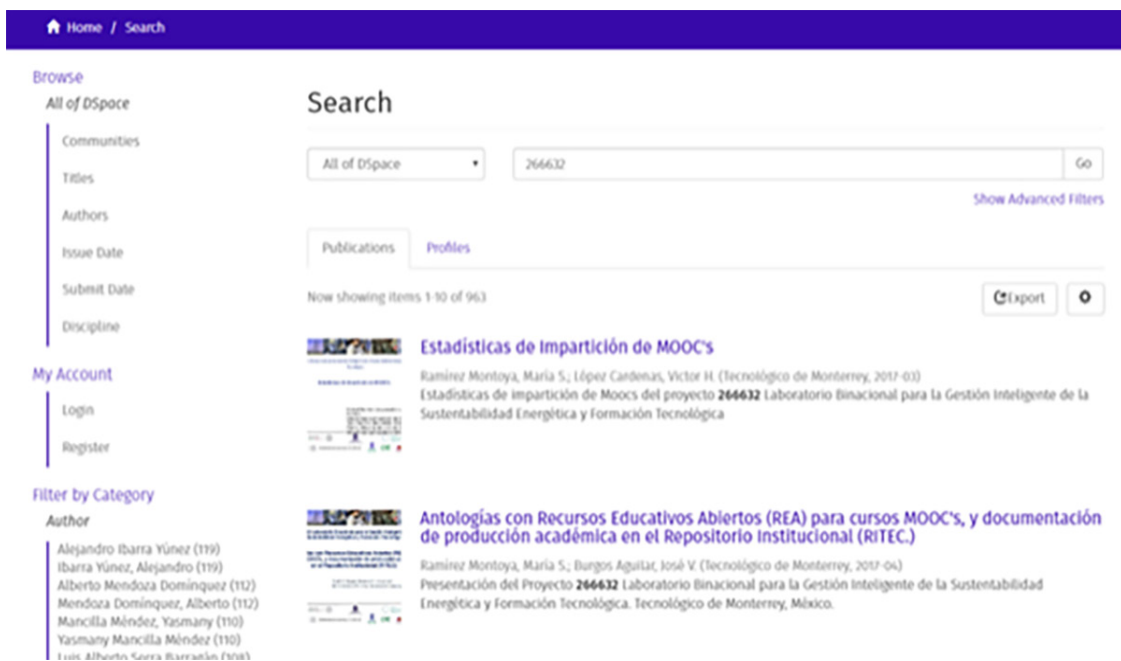 Home / Search
Browse
All of DSpace
Communities
Titles
Authors
Issue Date
Submit Date
Discipline
My Account
Login
Register
Filter by Category
Author
Alejandro Ibarra Yúnez (119)
Ibarra Yúnez, Alejandro (119)
Alberto Mendoza Domínguez (112)
Mendoza Domínguez, Alberto (112)
Mancilla Méndez, Yasmany (110)
Yasmany Mancilla Méndez (110)
Luis Alberto Serra Barragán (108)
Search
All of DSpace
266632
Go
Show Advanced Filters
Publications
Profiles
Now showing items 1-10 of 963
Export
Estadísticas de Impartición de MOOC's
Ramírez Montoya, María S.; López Cardenas, Victor H. (Tecnológico de Monterrey, 2017-03)
Estadísticas de impartición de Moocs del proyecto 266632 Laboratorio Binacional para la Gestión Inteligente de la
Sustentabilidad Energética y Formación Tecnológica
Antologías con Recursos Educativos Abiertos (REA) para cursos MOOC's, y documentación
de producción académica en el Repositorio Institucional (RITEC.)
Ramírez Montoya, María S.; Burgos Aguilar, José V. (Tecnológico de Monterrey, 2017-04)
Presentación del Proyecto 266632 Laboratorio Binacional para la Gestión Inteligente de la Sustentabilidad
Energética y Formación Tecnológica. Tecnológico de Monterrey, México.